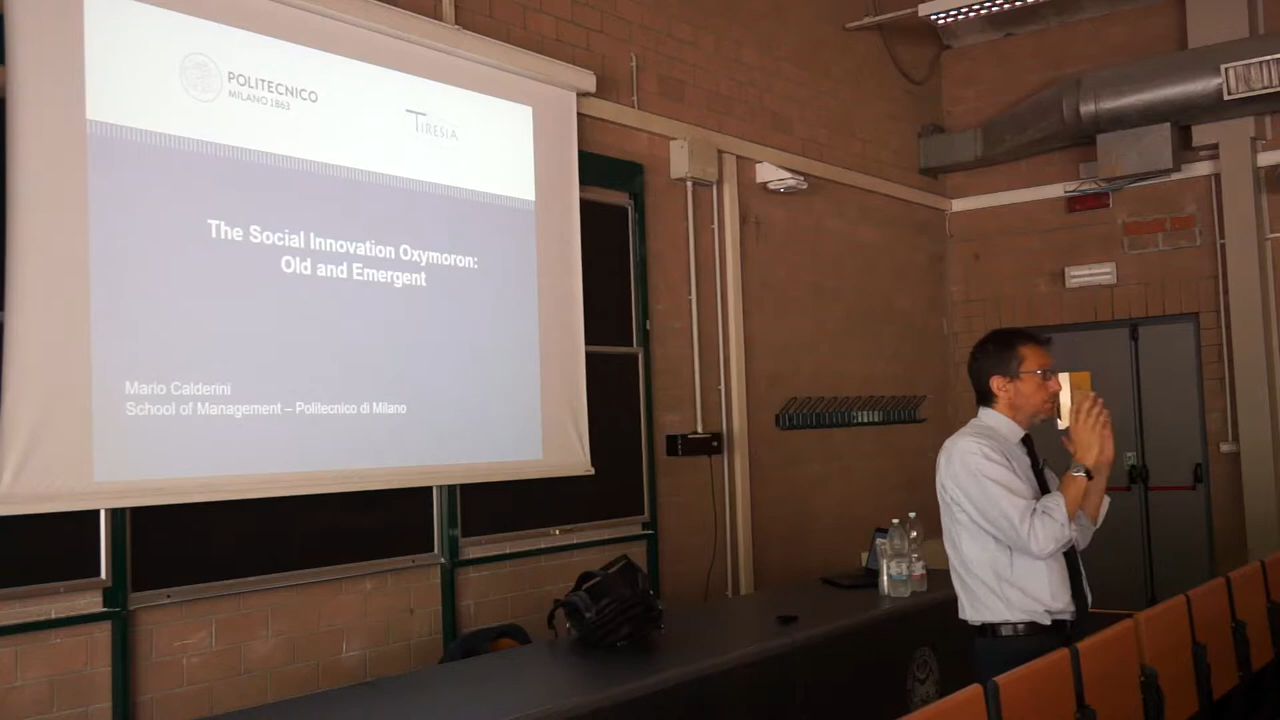 POLITECNICO
MILANO 1863
TIRESIA
The Social Innovation Oxymoron:
Old and Emergent
Mario Calderini
School of Management – Politecnico di Milano